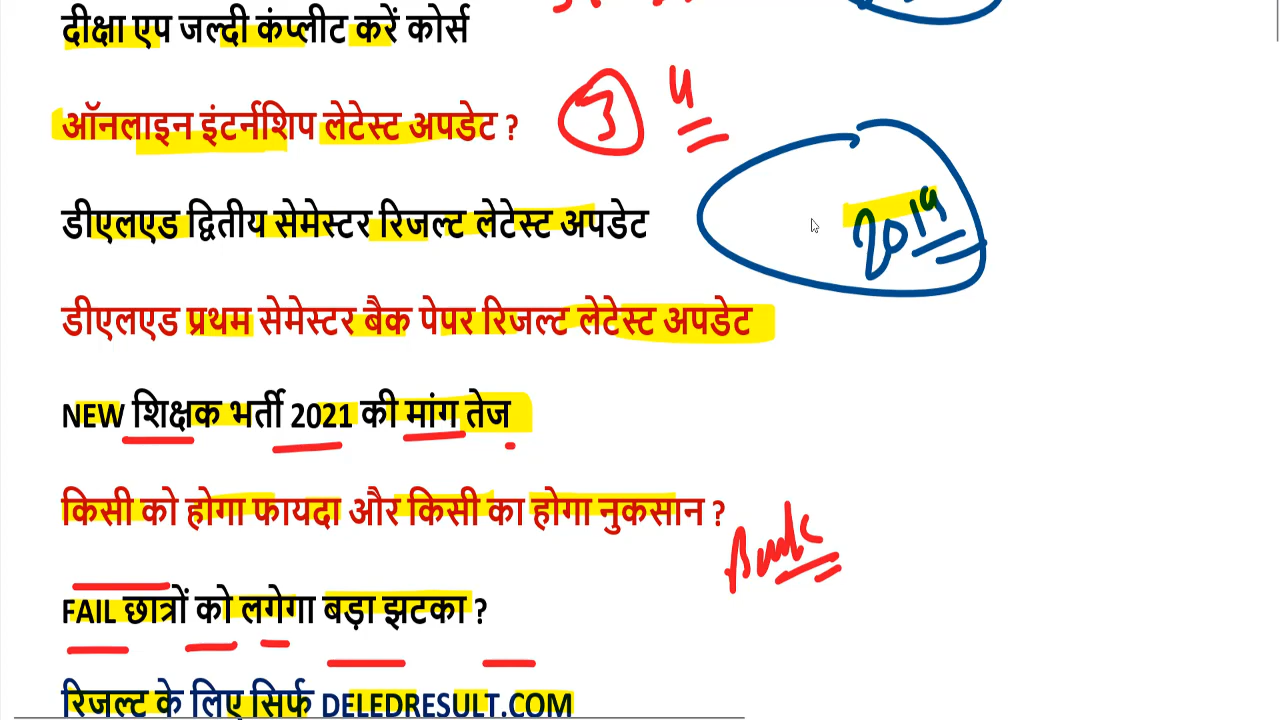 दीक्षा एप जल्दी कंप्लीट करें कोर्स
ऑनलाइन इंटर्नशिप लेटेस्ट अपडेट ? 3 4
डीएलएड द्वितीय सेमेस्टर रिजल्ट लेटेस्ट अपडेट 2019
डीएलएड प्रथम सेमेस्टर बैक पेपर रिजल्ट लेटेस्ट अपडेट
NEW शिक्षक भर्ती 2021 की मांग तेज
किसी को होगा फायदा और किसी का होगा नुकसान ?
FAIL छात्रों को लगेगा बड़ा झटका ?
रिजल्ट के लिए सिर्फ DELEDRESULT.COM